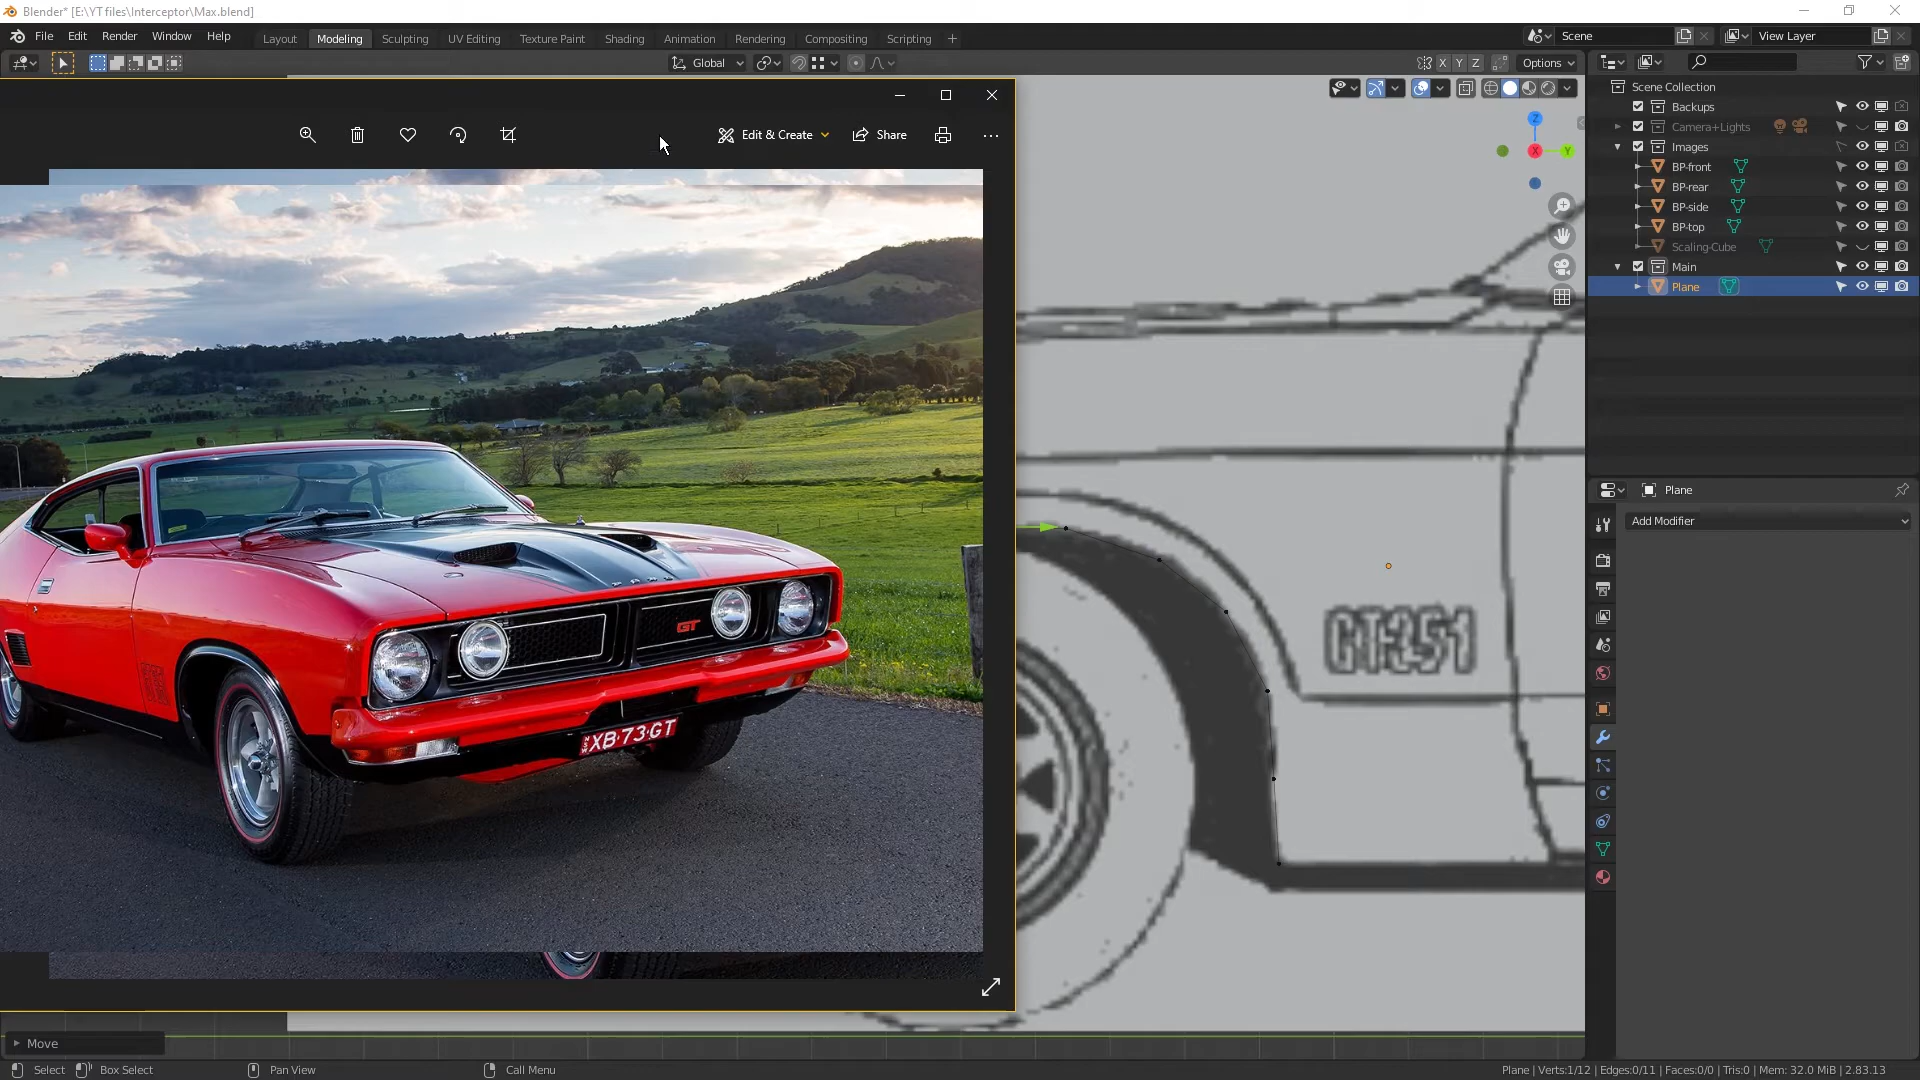 Blender* [E:\YT files\Interceptor\Max.blend]
File Edit Render Window Help
Layout Modeling Sculpting UV Editing Texture Paint Shading Animation Rendering Compositing Scripting
Scene
View Layer
Global
X Y Z
Options
Edit & Create
Share
Z
X
Y
Scene Collection
Backups
Camera+Lights
Images
BP-front
BP-rear
BP-side
BP-top
Scaling-Cube
Main
Plane
Plane
Add Modifier
GT
XB·73·GT
GT351
Move
Select Box Select Pan View Call Menu
Plane | Verts:1/12 | Edges:0/11 | Faces:0/0 | Tris:0 | Mem: 32.0 MiB | 2.83.13